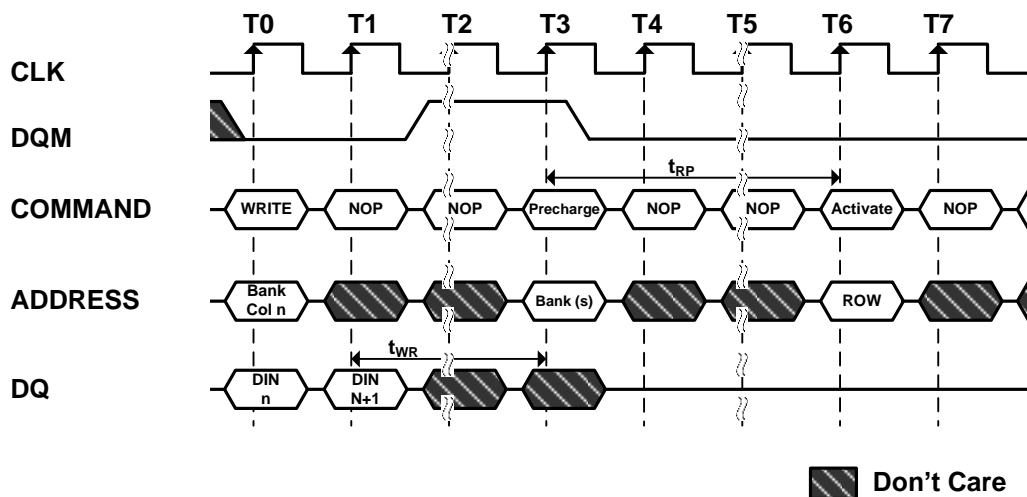 T0 T1 T2 T3 T4 T5 T6 T7
CLK
DQM
tRP
COMMAND WRITE NOP NOP Precharge NOP NOP Activate NOP
ADDRESS Bank Col n Bank (s) ROW
tWR
DQ DIN n DIN N+1
Don't Care